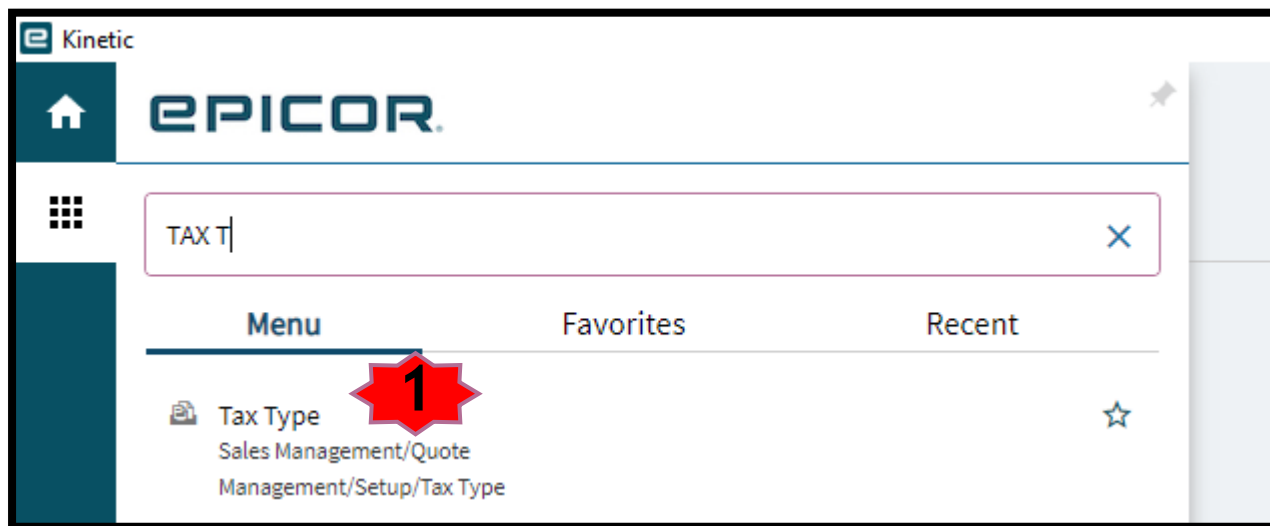 Kinetic
EPICOR.
TAX T
Menu Favorites Recent
1
Tax Type
Sales Management/Quote
Management/Setup/Tax Type